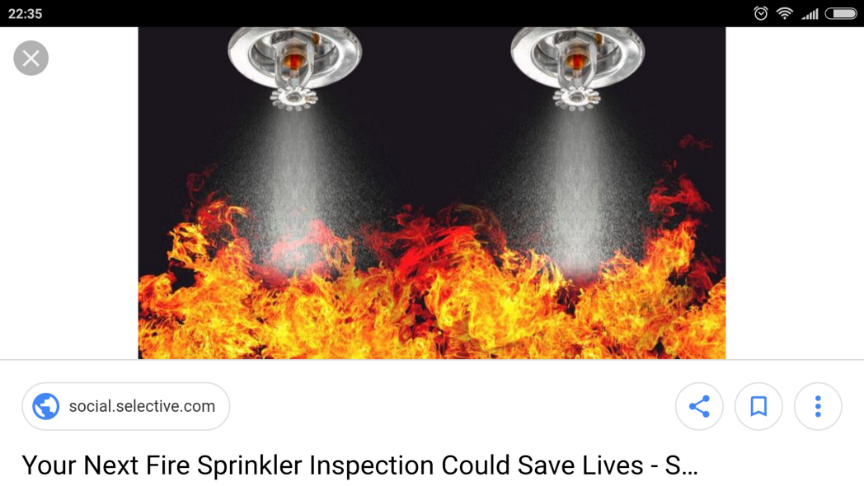 22:35
social.selective.com
Your Next Fire Sprinkler Inspection Could Save Lives - S...